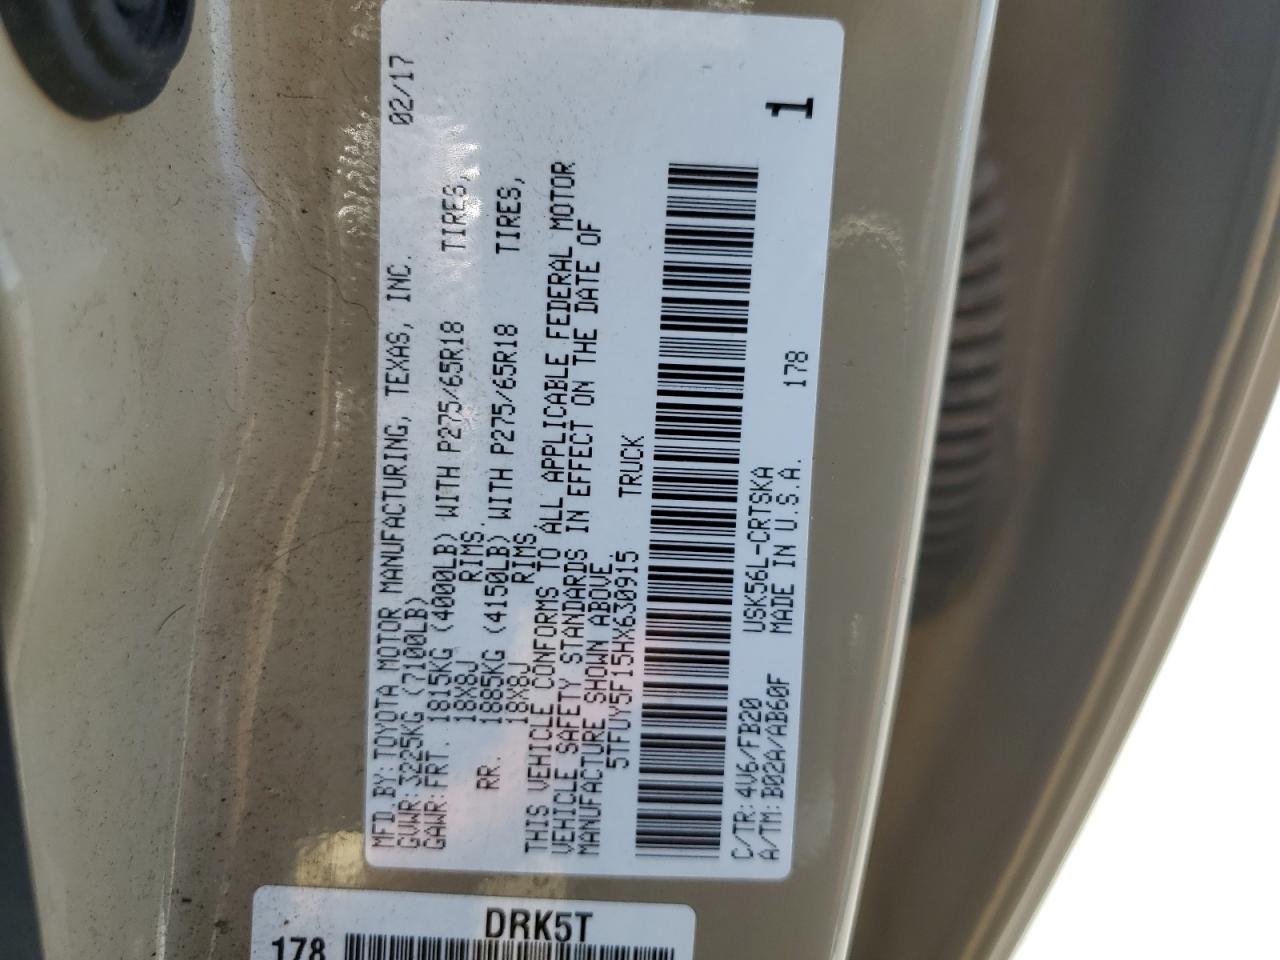 MFD.BY:TOYOTA MOTOR MANUFACTURING, TEXAS, INC. 02/17
GVWR:3225KG (7100LB)
GAWR:FRT. 1815KG (4000LB) WITH P275/65R18 TIRES,
18X8J RIMS,
RR. 1885KG (4150LB) WITH P275/65R18 TIRES,
18X8J RIMS
THIS VEHICLE CONFORMS TO ALL APPLICABLE FEDERAL MOTOR
VEHICLE SAFETY STANDARDS IN EFFECT ON THE DATE OF
MANUFACTURE SHOWN ABOVE.
5TFUY5F15HX630915 TRUCK
C/TR:4V6/FB20 USK56L-CRTSKA
A/TM:B02A/AB60F MADE IN U.S.A. 178
1
DRK5T
178